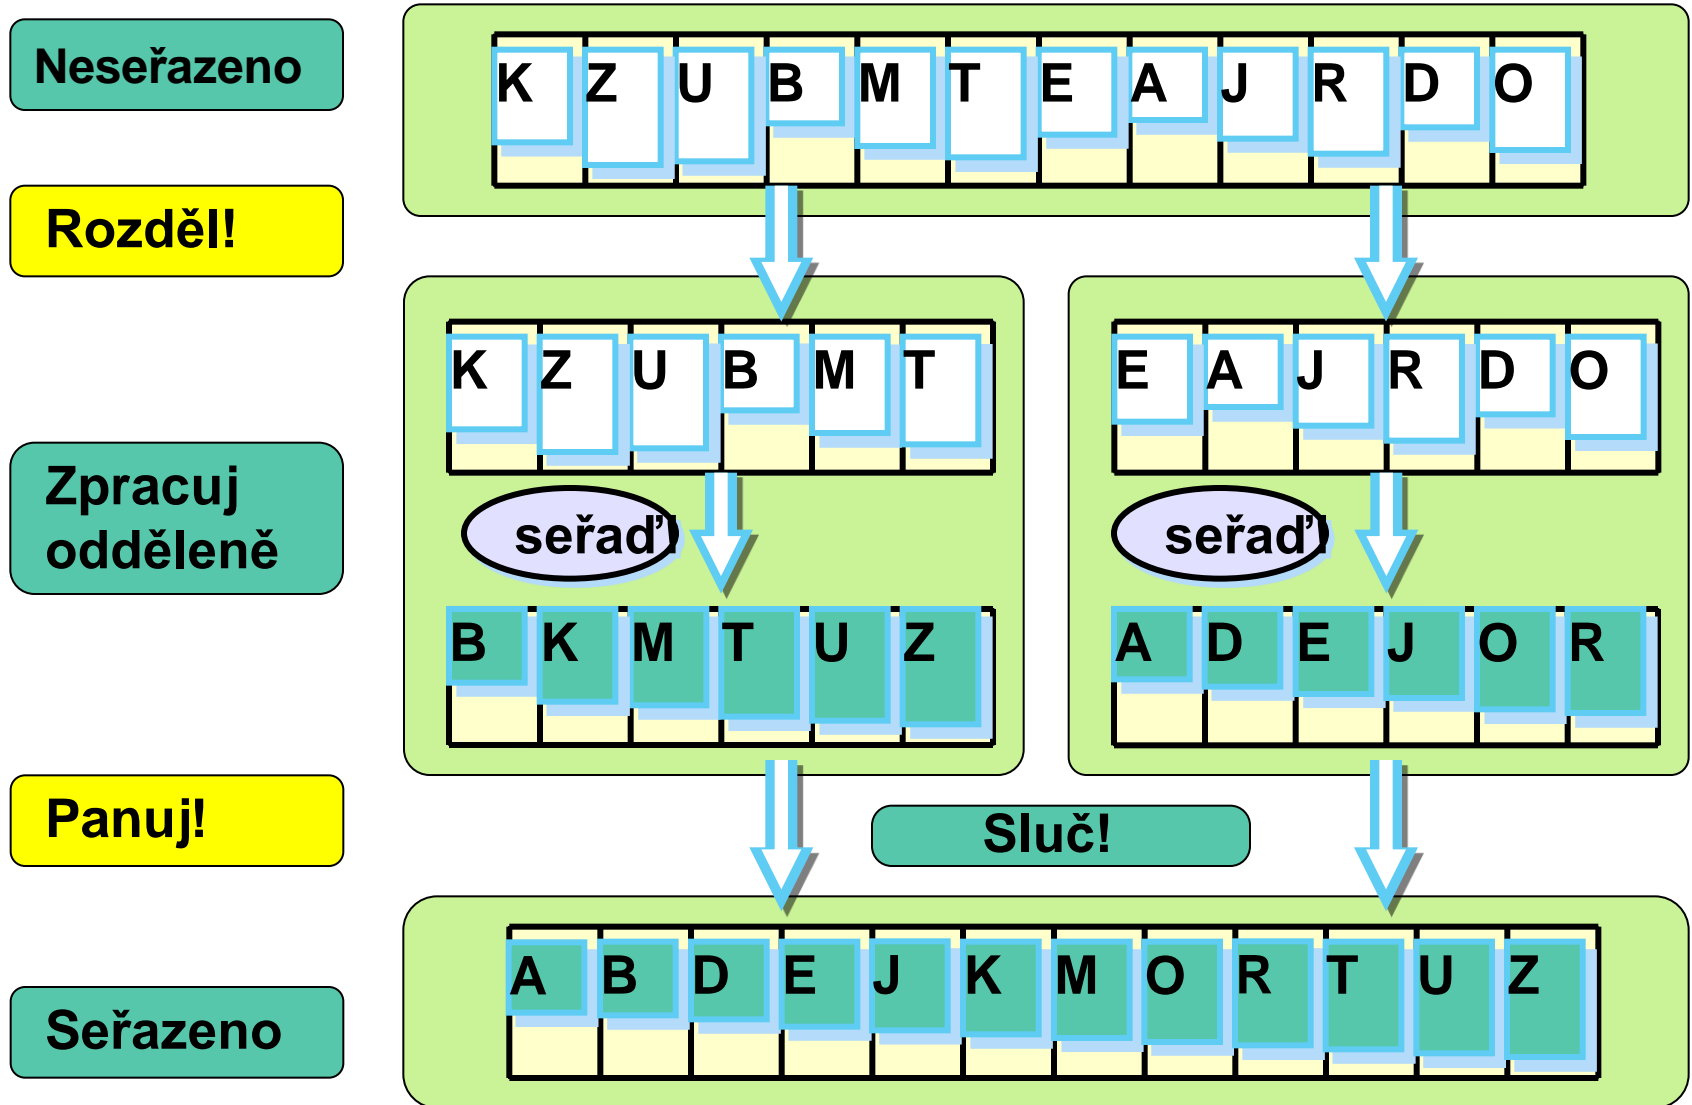 Neseřazeno
K Z U B M T E A J R D O
Rozděl!
K Z U B M T
E A J R D O
Zpracuj
odděleně
seřaď!
seřaď!
B K M T U Z
A D E J O R
Panuj!
Sluč!
A B D E J K M O R T U Z
Seřazeno